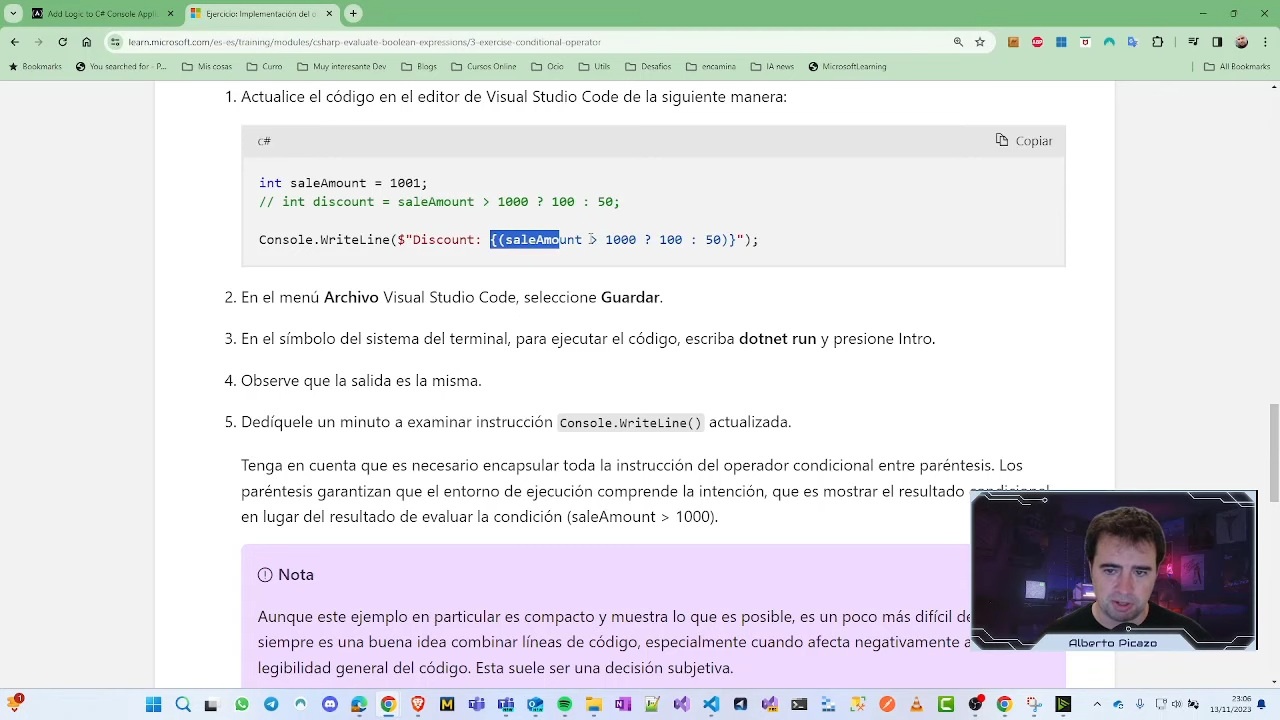 Add Logic to C# Console Appli
Ejercicio: Implementación del o
learn.microsoft.com/es-es/training/modules/csharp-evaluate-boolean-expressions/3-exercise-conditional-operator
Bookmarks
You searched for - P...
Mis cosas
Curro
Muy interesante Dev
Blogs
Cursos Online
Ocio
Utils
Desafios
encamina
IA news
MicrosoftLearning
All Bookmarks
1. Actualice el código en el editor de Visual Studio Code de la siguiente manera:
c#
Copiar
int saleAmount = 1001;
// int discount = saleAmount > 1000 ? 100 : 50;
Console.WriteLine($"Discount: {(saleAmount > 1000 ? 100 : 50)}");
2. En el menú Archivo Visual Studio Code, seleccione Guardar.
3. En el símbolo del sistema del terminal, para ejecutar el código, escriba dotnet run y presione Intro.
4. Observe que la salida es la misma.
5. Dedíquele un minuto a examinar instrucción Console.WriteLine() actualizada.
Tenga en cuenta que es necesario encapsular toda la instrucción del operador condicional entre paréntesis. Los
paréntesis garantizan que el entorno de ejecución comprende la intención, que es mostrar el resultado condicional
en lugar del resultado de evaluar la condición (saleAmount > 1000).
Nota
Aunque este ejemplo en particular es compacto y muestra lo que es posible, es un poco más difícil de
siempre es una buena idea combinar líneas de código, especialmente cuando afecta negativamente a
legibilidad general del código. Esta suele ser una decisión subjetiva.
Alberto Picazo
23:06
13/11/2023